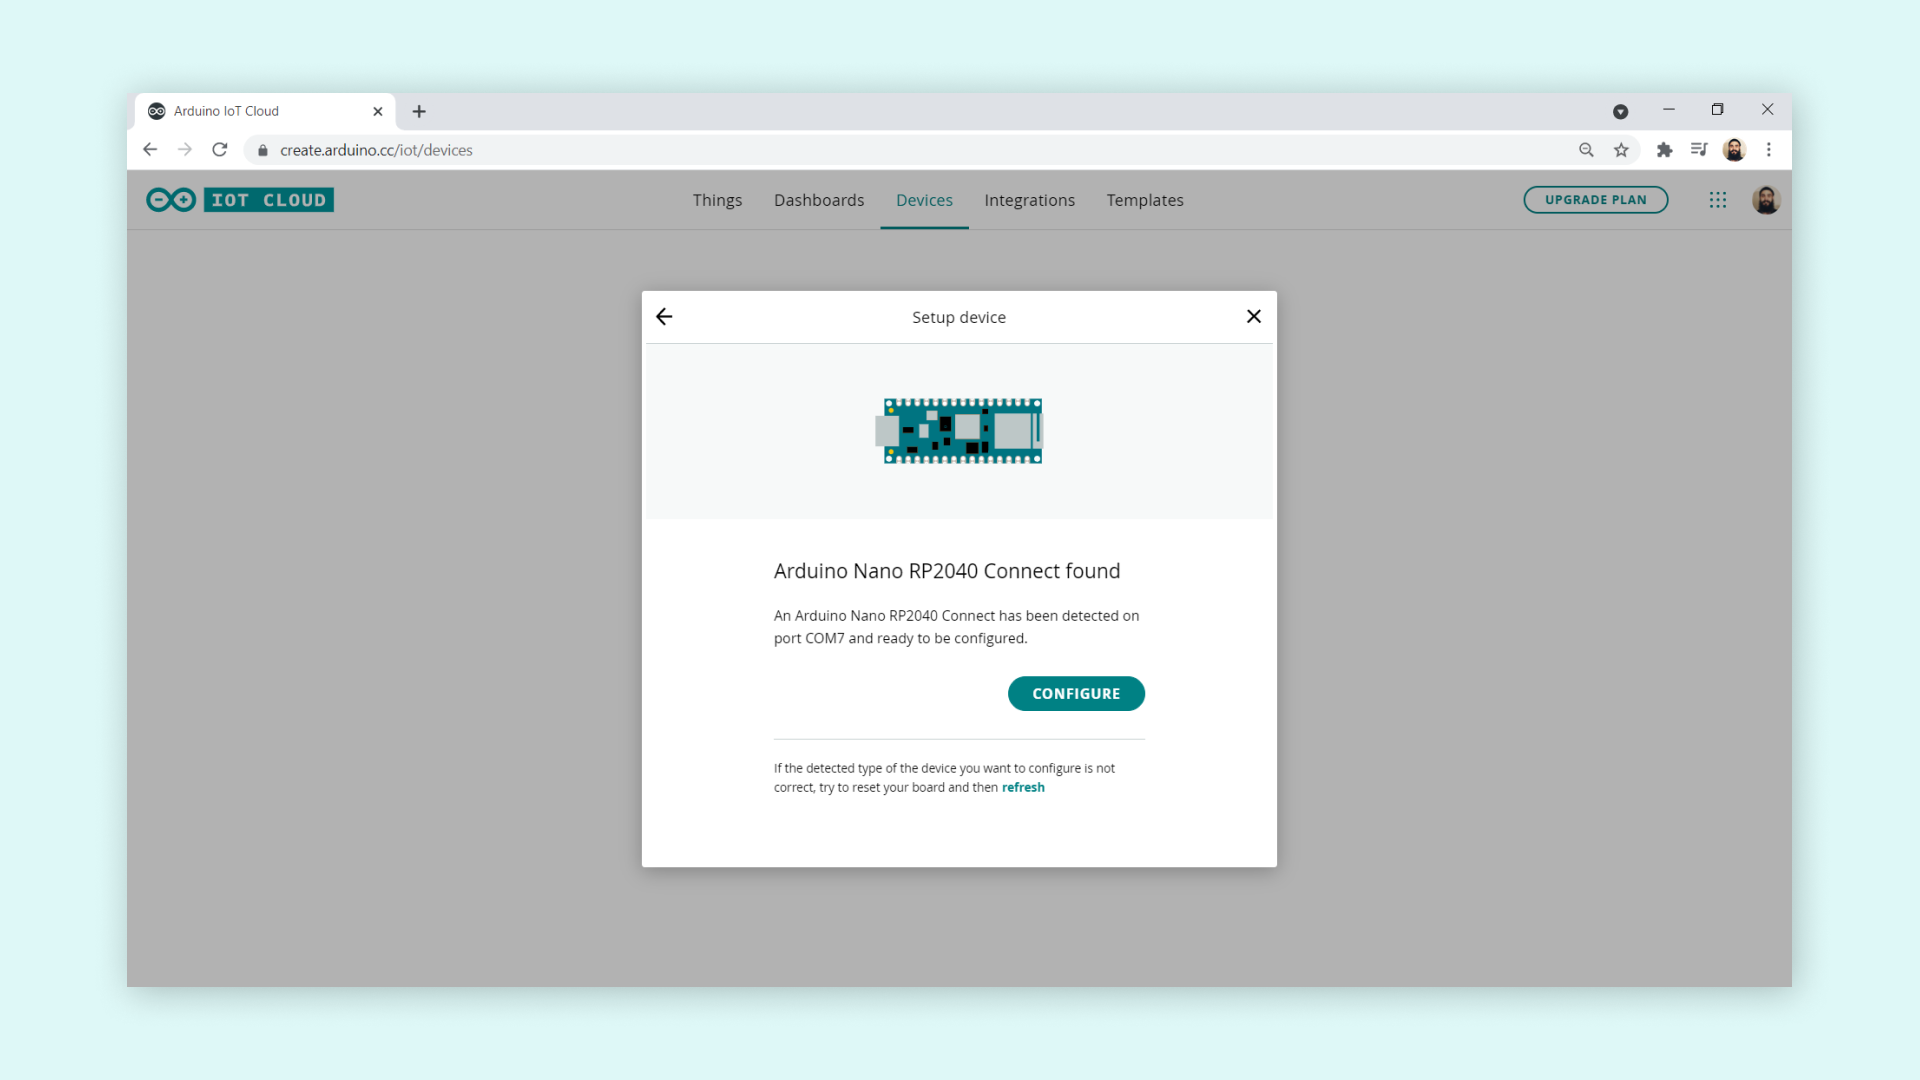 Arduino IoT Cloud
create.arduino.cc/iot/devices
IOT CLOUD
Things Dashboards Devices Integrations Templates
UPGRADE PLAN
Setup device
Arduino Nano RP2040 Connect found
An Arduino Nano RP2040 Connect has been detected on
port COM7 and ready to be configured.
CONFIGURE
If the detected type of the device you want to configure is not
correct, try to reset your board and then refresh